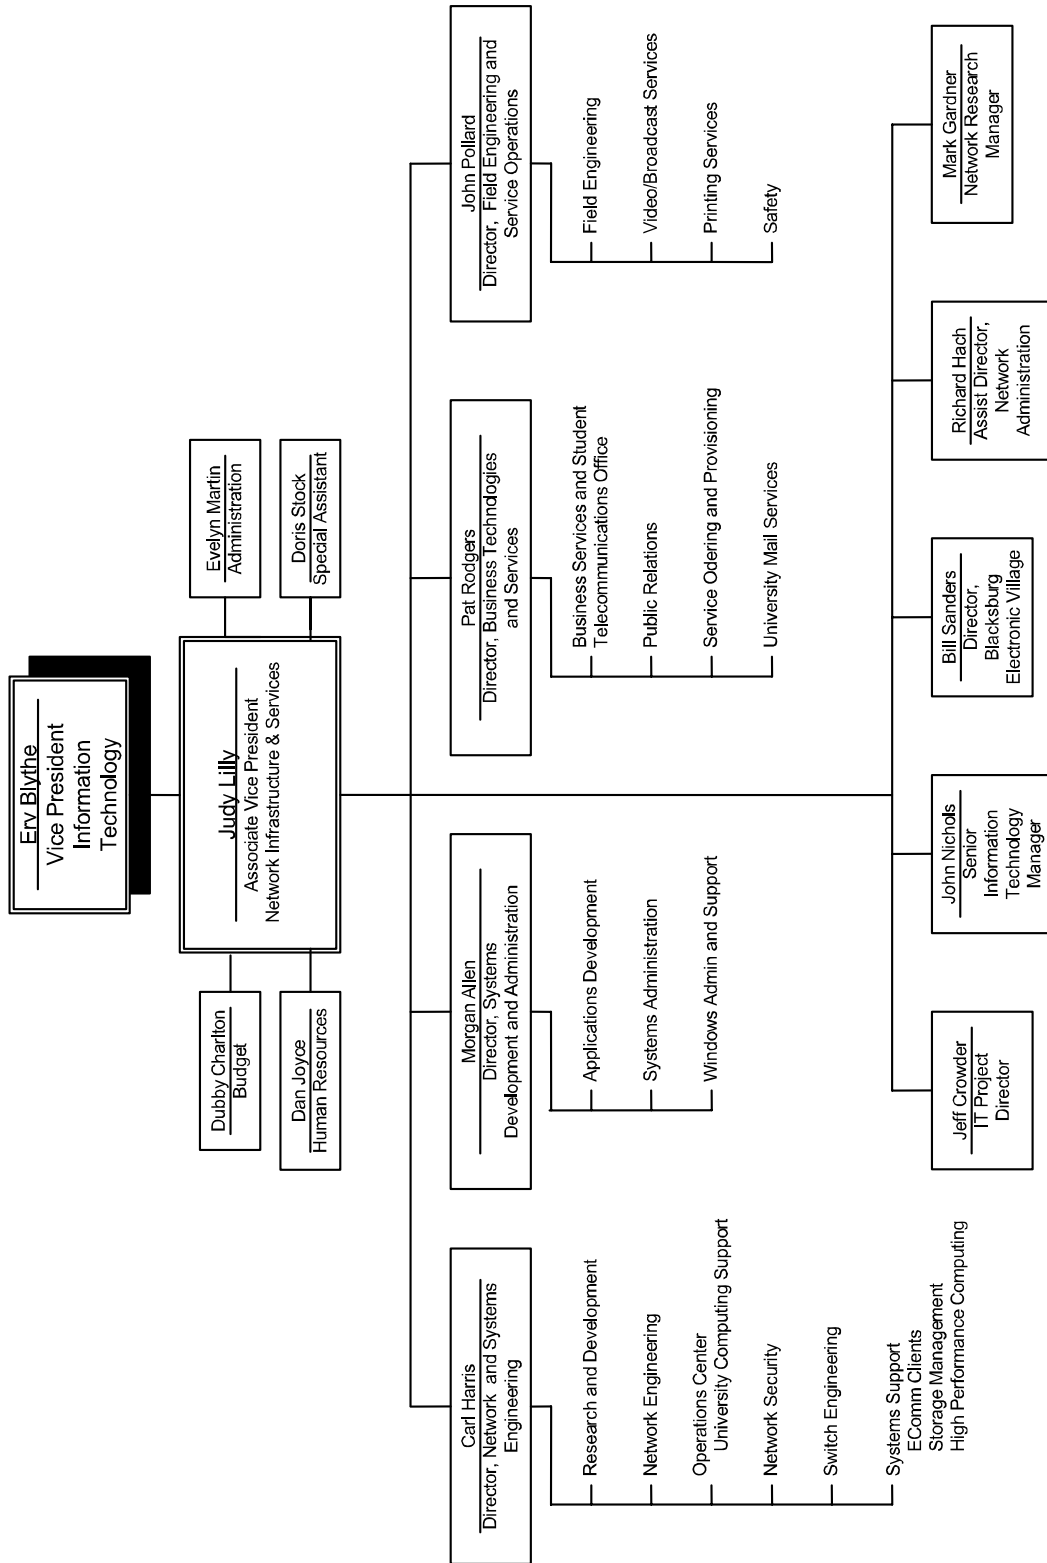 Erv Blythe
Vice President
Information
Technology
Judy Lilly
Associate Vice President
Network Infrastructure & Services
Dubby Charlton
Budget
Dan Joyce
Human Resources
Evelyn Martin
Administration
Doris Stock
Special Assistant
Carl Harris
Director, Network and Systems
Engineering
Research and Development
Network Engineering
Operations Center
University Computing Support
Network Security
Switch Engineering
Systems Support
EComm Clients
Storage Management
High Performance Computing
Morgan Allen
Director, Systems
Development and Administration
Applications Development
Systems Administration
Windows Admin and Support
Pat Rodgers
Director, Business Technologies
and Services
Business Services and Student
Telecommunications Office
Public Relations
Service Odering and Provisioning
University Mail Services
John Pollard
Director, Field Engineering and
Service Operations
Field Engineering
Video/Broadcast Services
Printing Services
Safety
Jeff Crowder
IT Project
Director
John Nichols
Senior
Information
Technology
Manager
Bill Sanders
Director,
Blacksburg
Electronic Village
Richard Hach
Assist Director,
Network
Administration
Mark Gardner
Network Research
Manager